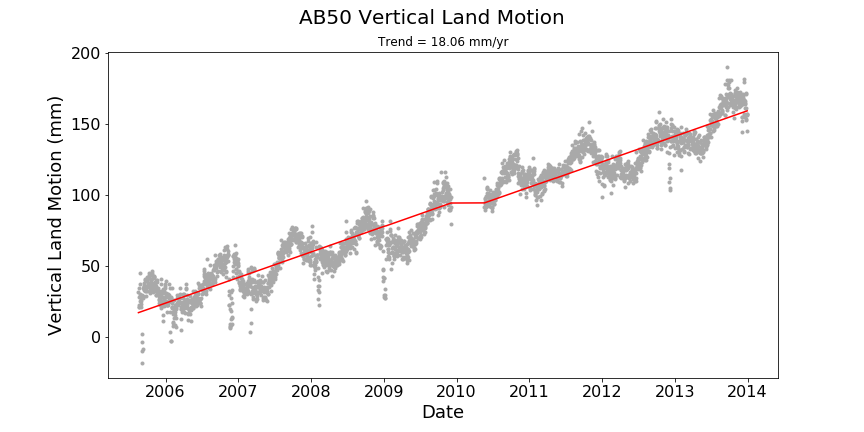 AB50 Vertical Land Motion
Trend = 18.06 mm/yr
Vertical Land Motion (mm)
200
150
100
50
0
2006 2007 2008 2009 2010 2011 2012 2013 2014
Date